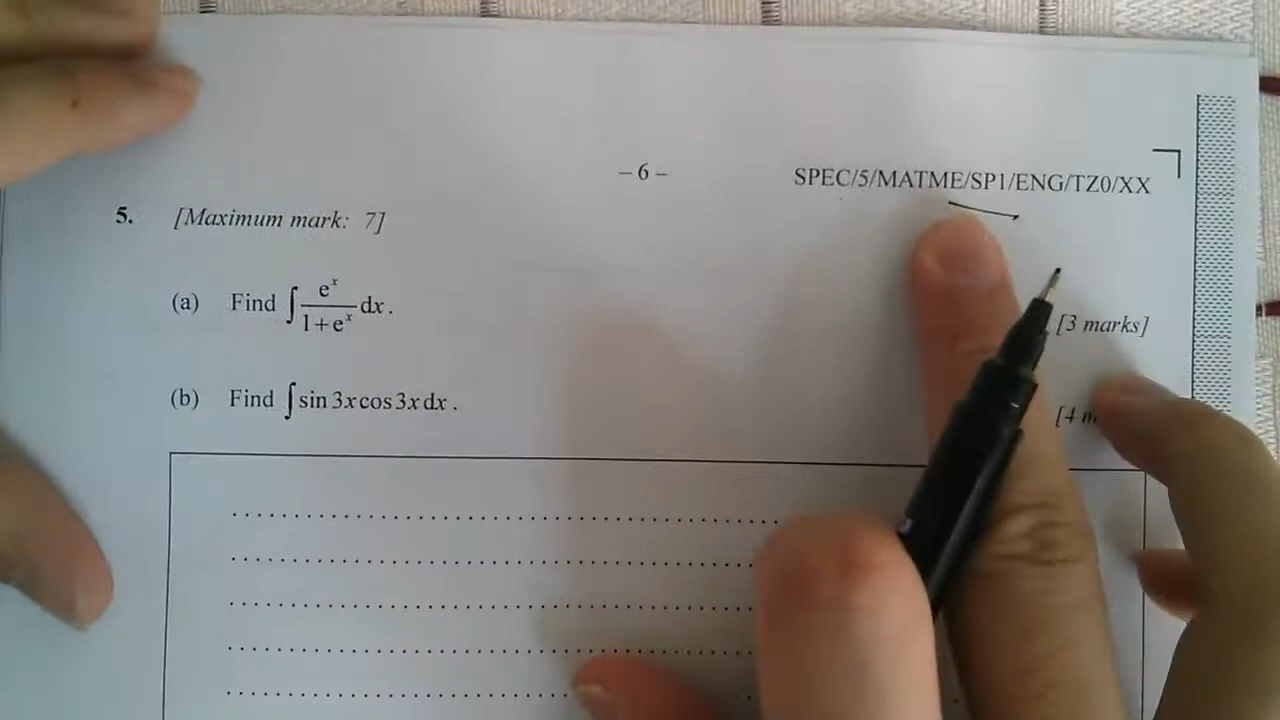 – 6 –
SPEC/5/MATME/SP1/ENG/TZ0/XX
5. [Maximum mark: 7]
(a) Find ∫ eˣ/(1+eˣ) dx. [3 marks]
(b) Find ∫ sin 3x cos 3x dx. [4